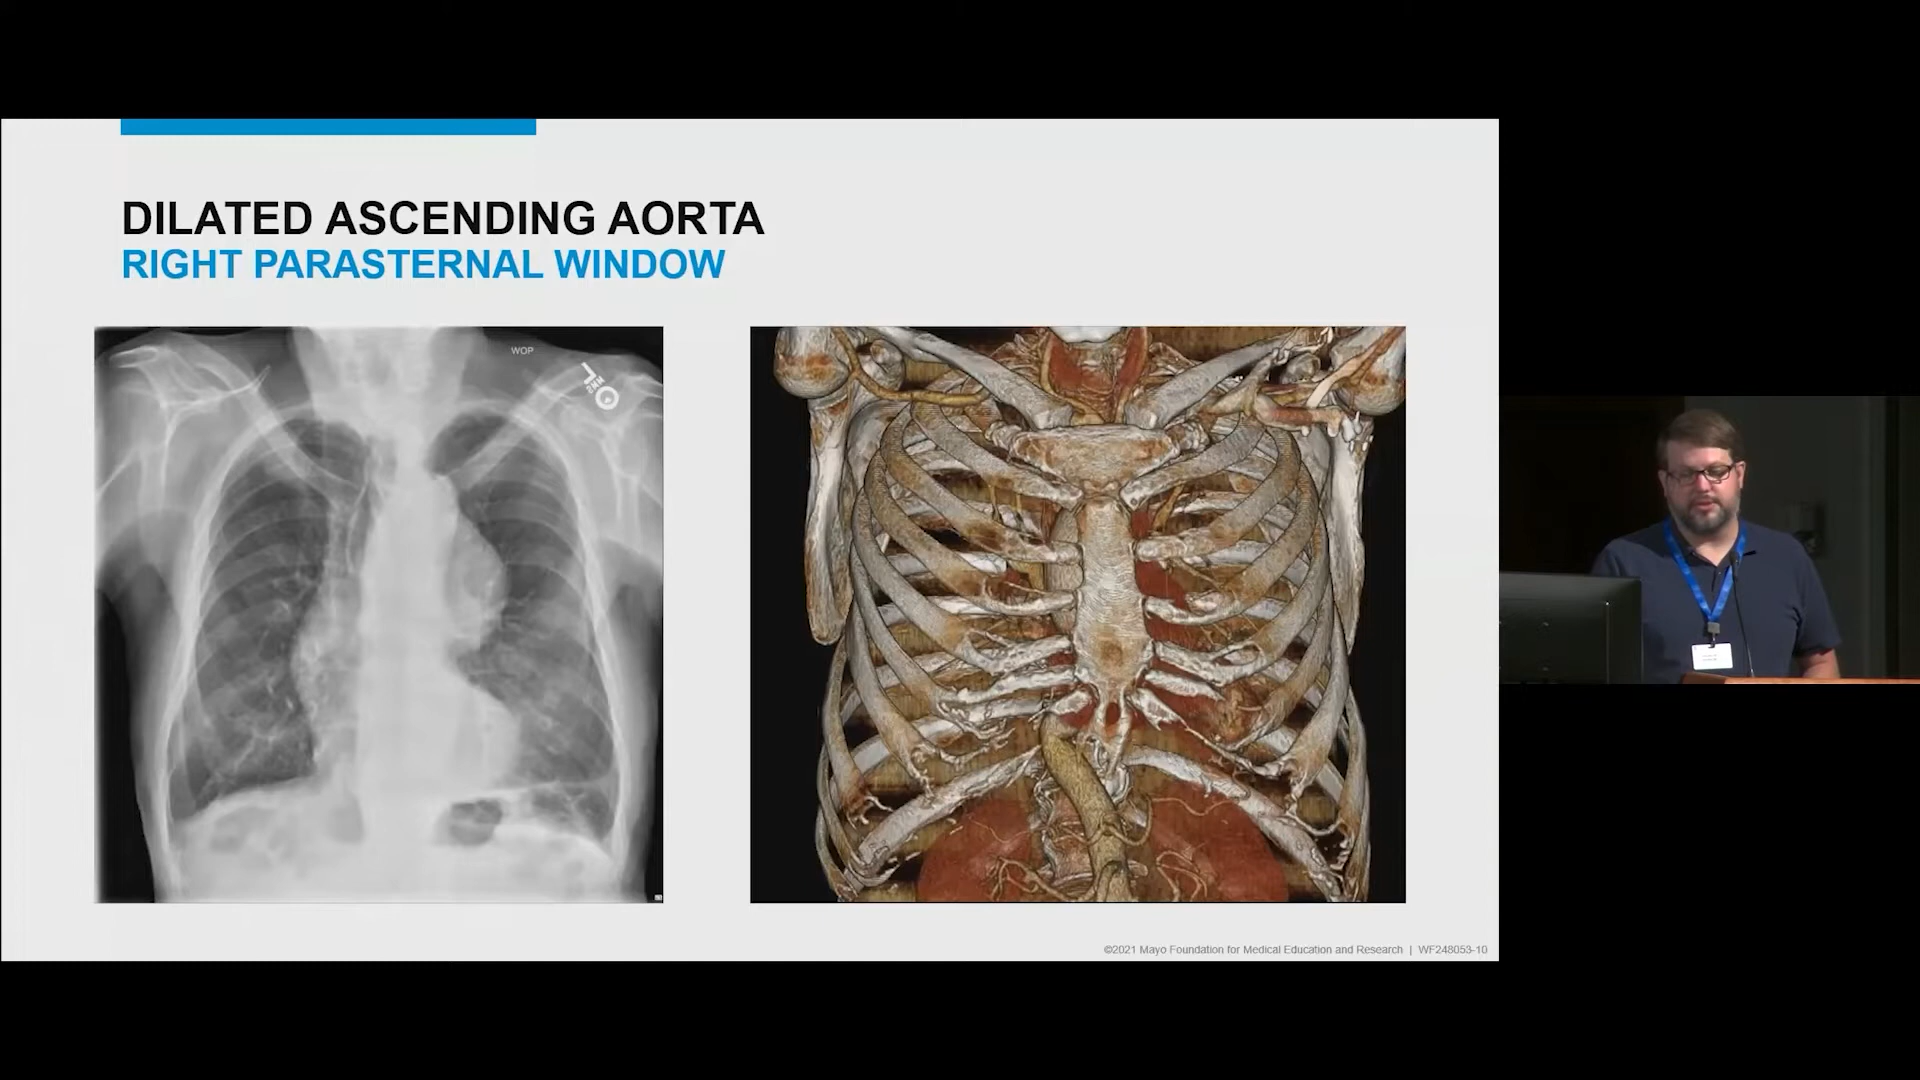 DILATED ASCENDING AORTA
RIGHT PARASTERNAL WINDOW
WOP
L
©2021 Mayo Foundation for Medical Education and Research | WF248053-10